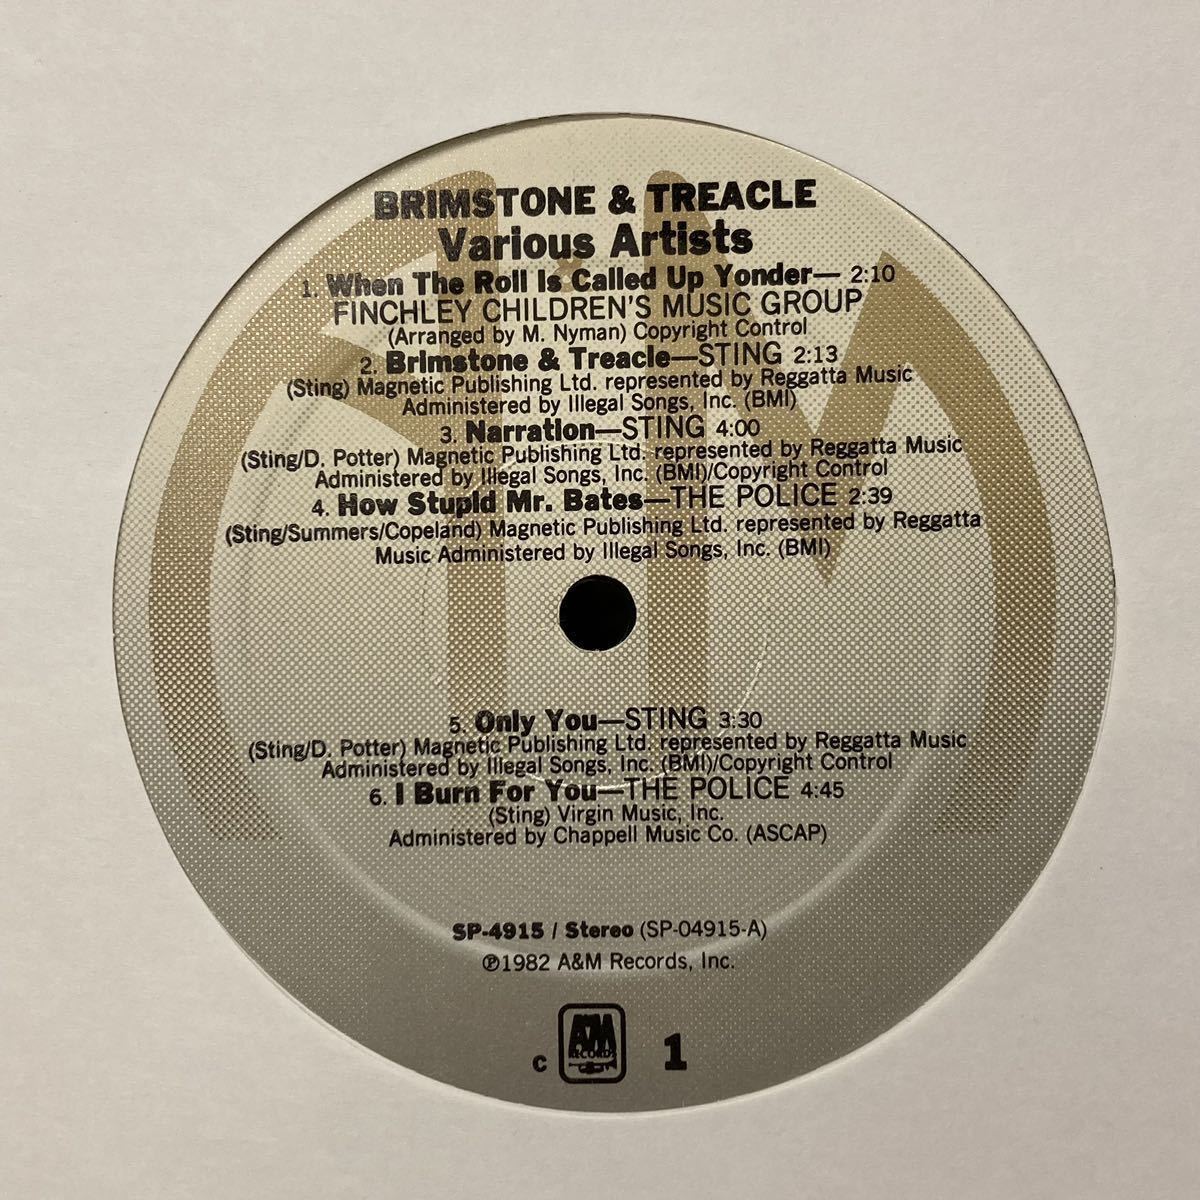 BRIMSTONE & TREACLE
Various Artists
1. When The Roll Is Called Up Yonder— 2:10
FINCHLEY CHILDREN'S MUSIC GROUP
(Arranged by M. Nyman) Copyright Control
2. Brimstone & Treacle—STING 2:13
(Sting) Magnetic Publishing Ltd. represented by Reggatta Music
Administered by Illegal Songs, Inc. (BMI)
3. Narration—STING 4:00
(Sting/D. Potter) Magnetic Publishing Ltd. represented by Reggatta Music
Administered by Illegal Songs, Inc. (BMI)/Copyright Control
4. How Stupid Mr. Bates—THE POLICE 2:39
(Sting/Summers/Copeland) Magnetic Publishing Ltd. represented by Reggatta
Music Administered by Illegal Songs, Inc. (BMI)
5. Only You—STING 3:30
(Sting/D. Potter) Magnetic Publishing Ltd. represented by Reggatta Music
Administered by Illegal Songs, Inc. (BMI)/Copyright Control
6. I Burn For You—THE POLICE 4:45
(Sting) Virgin Music, Inc.
Administered by Chappell Music Co. (ASCAP)
SP-4915 / Stereo (SP-04915-A)
℗1982 A&M Records, Inc.
C A&M RECORDS 1